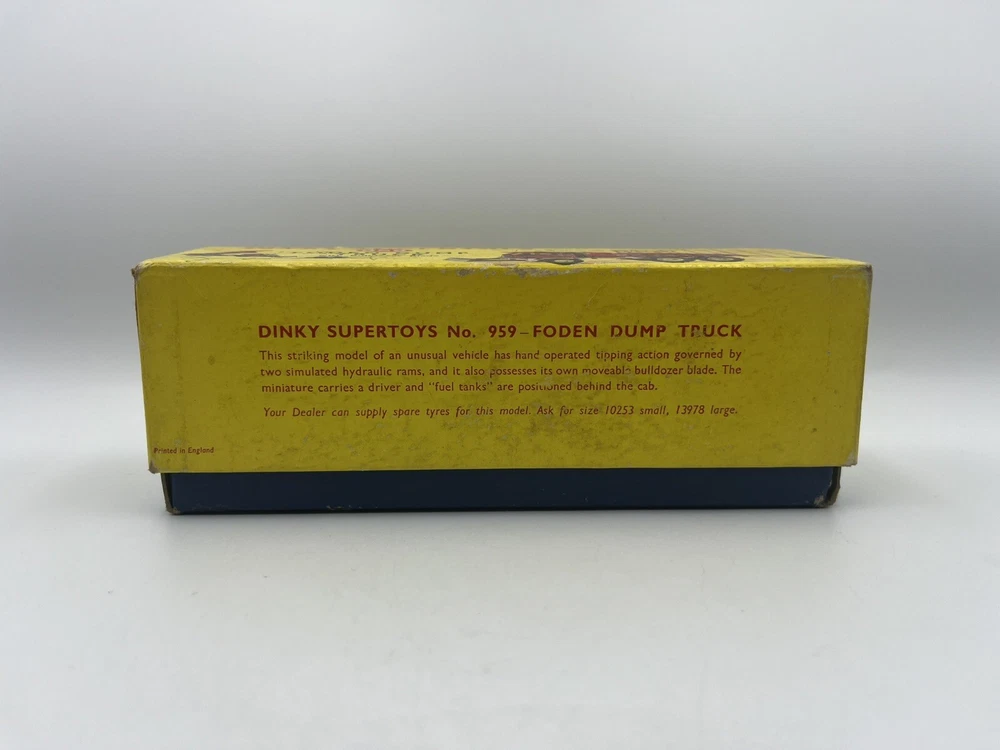 DINKY SUPERTOYS No. 959 – FODEN DUMP TRUCK
This striking model of an unusual vehicle has hand operated tipping action governed by
two simulated hydraulic rams, and it also possesses its own moveable bulldozer blade. The
miniature carries a driver and "fuel tanks" are positioned behind the cab.
Your Dealer can supply spare tyres for this model. Ask for size 10253 small, 13978 large.
Printed in England